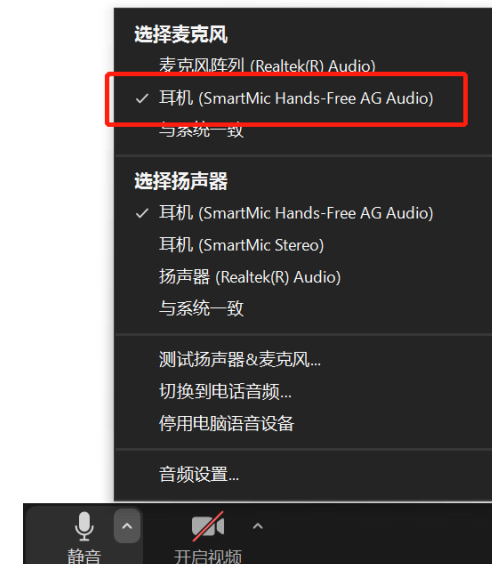 选择麦克风
麦克风阵列 (Realtek(R) Audio)
✓ 耳机 (SmartMic Hands-Free AG Audio)
与系统一致
选择扬声器
✓ 耳机 (SmartMic Hands-Free AG Audio)
耳机 (SmartMic Stereo)
扬声器 (Realtek(R) Audio)
与系统一致
测试扬声器&麦克风...
切换到电话音频...
停用电脑语音设备
音频设置...
静音 开启视频